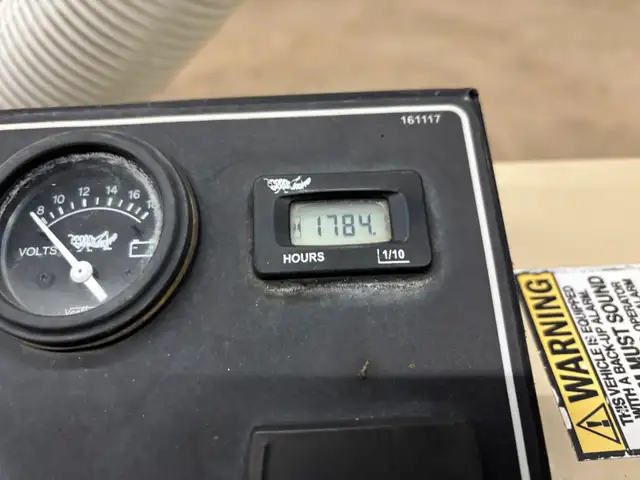 161117
8 10 12 14 16
VOLTS
1784.
HOURS 1/10
WARNING
THIS VEHICLE IS EQUIPPED
WITH A BACK-UP ALARM
MUST SOUND